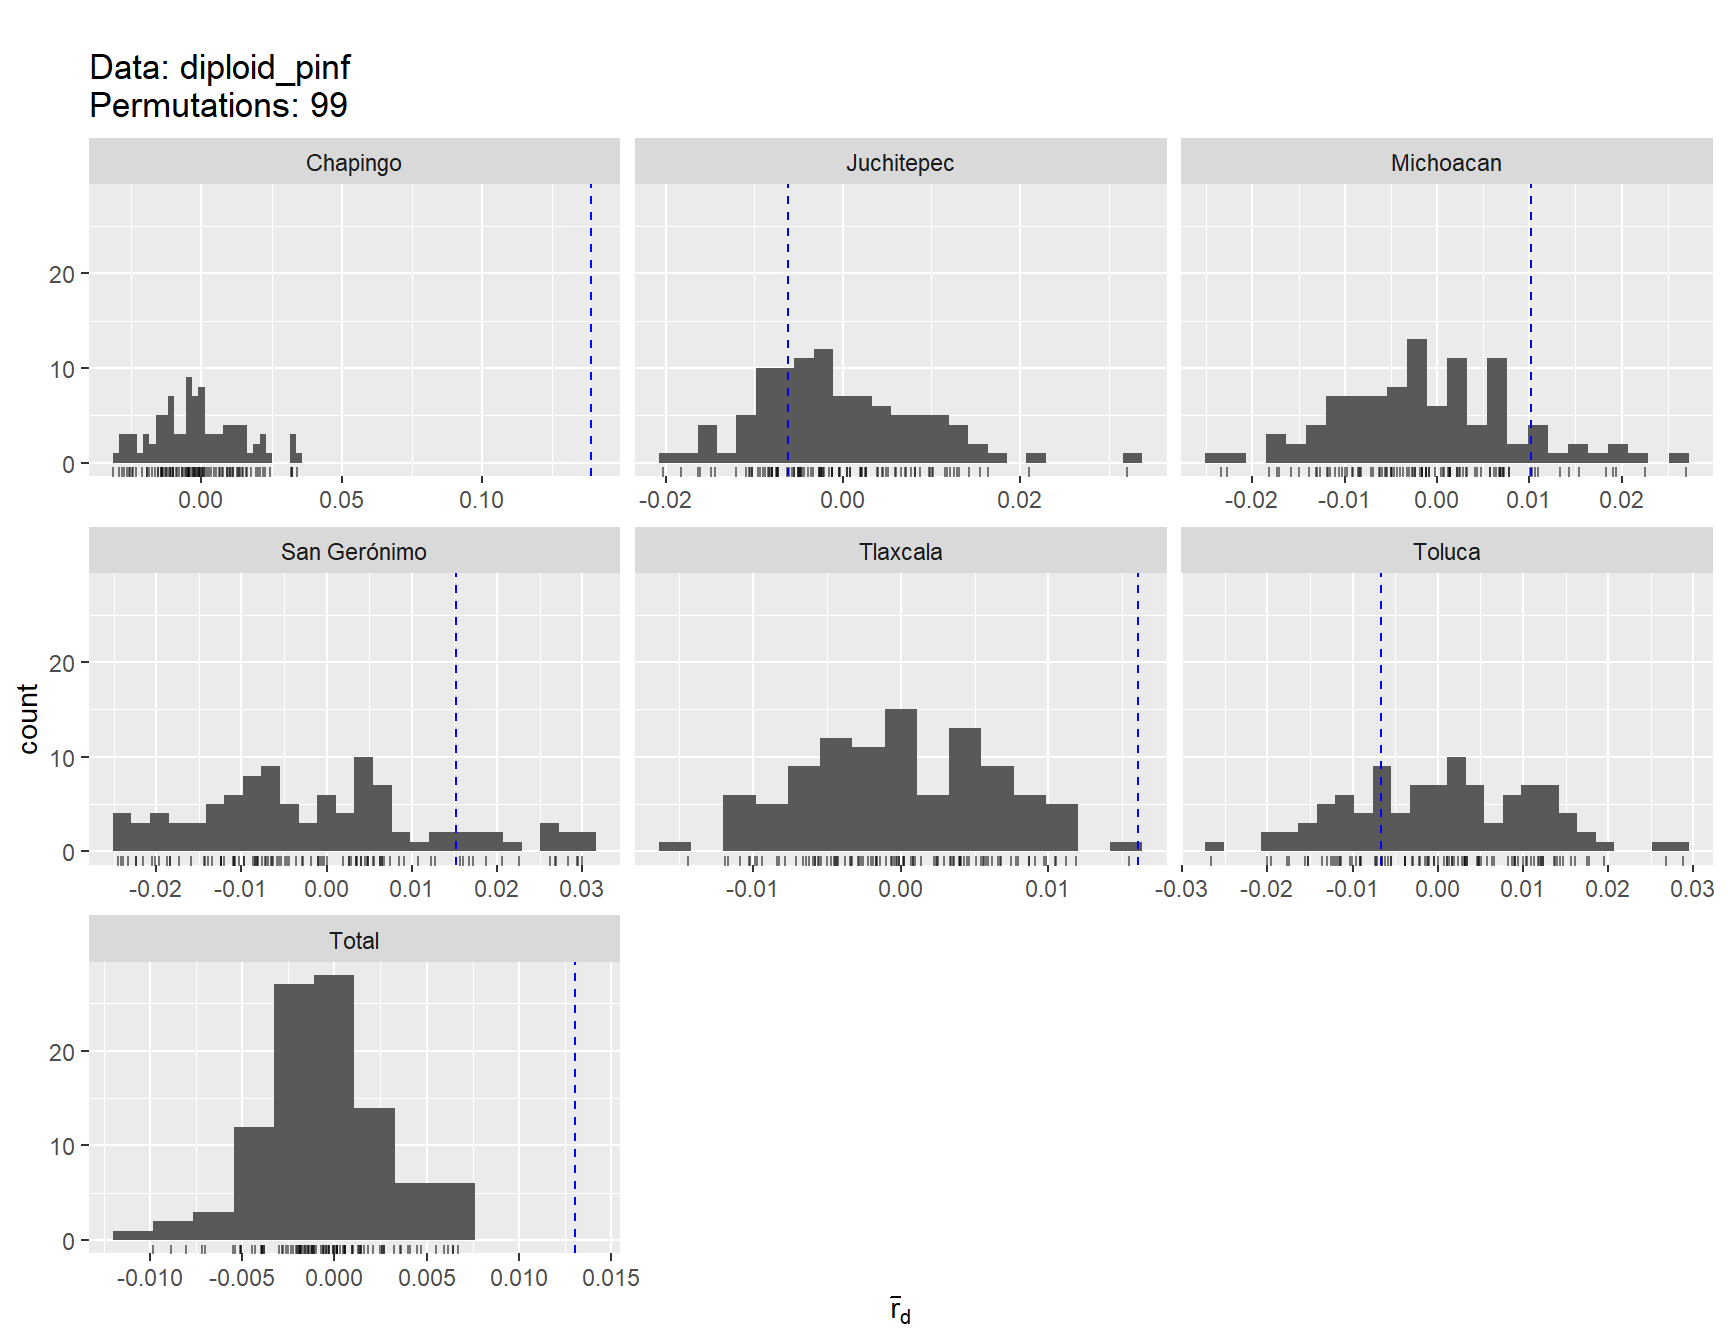 Data: diploid_pinf
Permutations: 99
Chapingo
Juchitepec
Michoacan
20
10
0
0.00 0.05 0.10
-0.02 0.00 0.02
-0.02 -0.01 0.00 0.01 0.02
San Gerónimo
Tlaxcala
Toluca
20
10
0
-0.02 -0.01 0.00 0.01 0.02 0.03
-0.01 0.00 0.01
-0.03 -0.02 -0.01 0.00 0.01 0.02 0.03
count
Total
20
10
0
-0.010 -0.005 0.000 0.005 0.010 0.015
r̄d